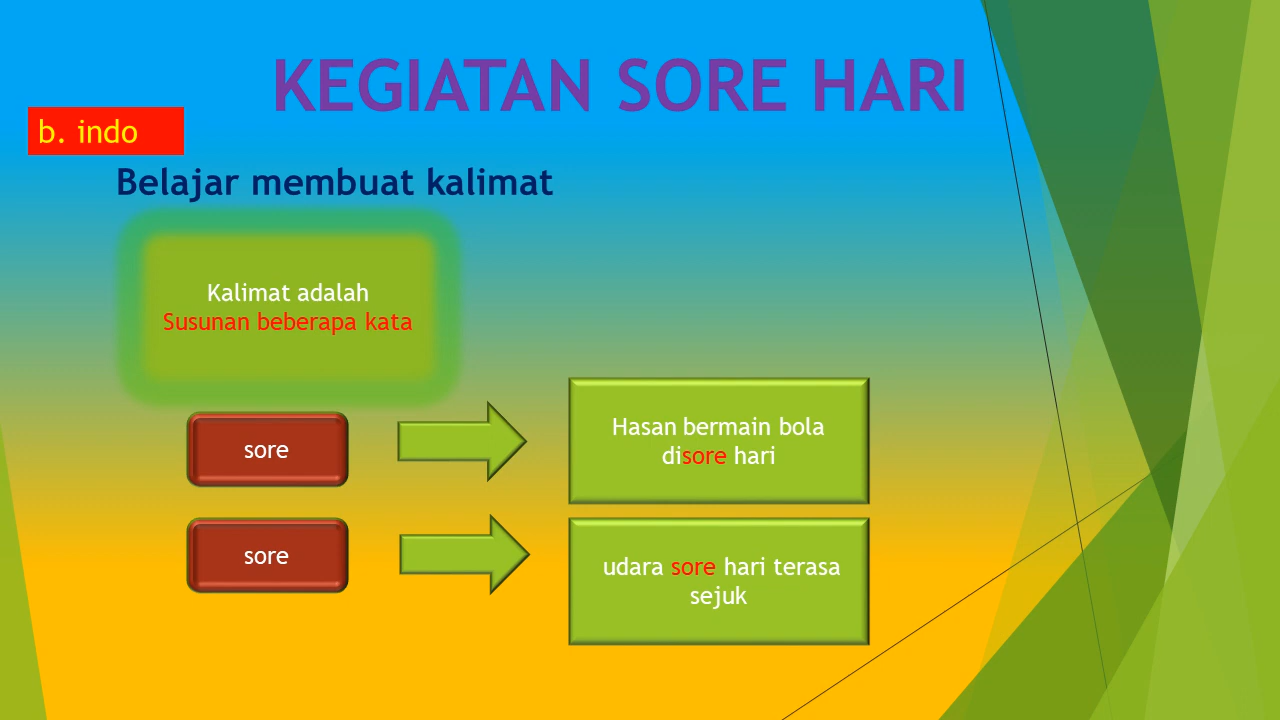 KEGIATAN SORE HARI
b. indo
Belajar membuat kalimat
Kalimat adalah
Susunan beberapa kata
sore
Hasan bermain bola
disore hari
sore
udara sore hari terasa
sejuk